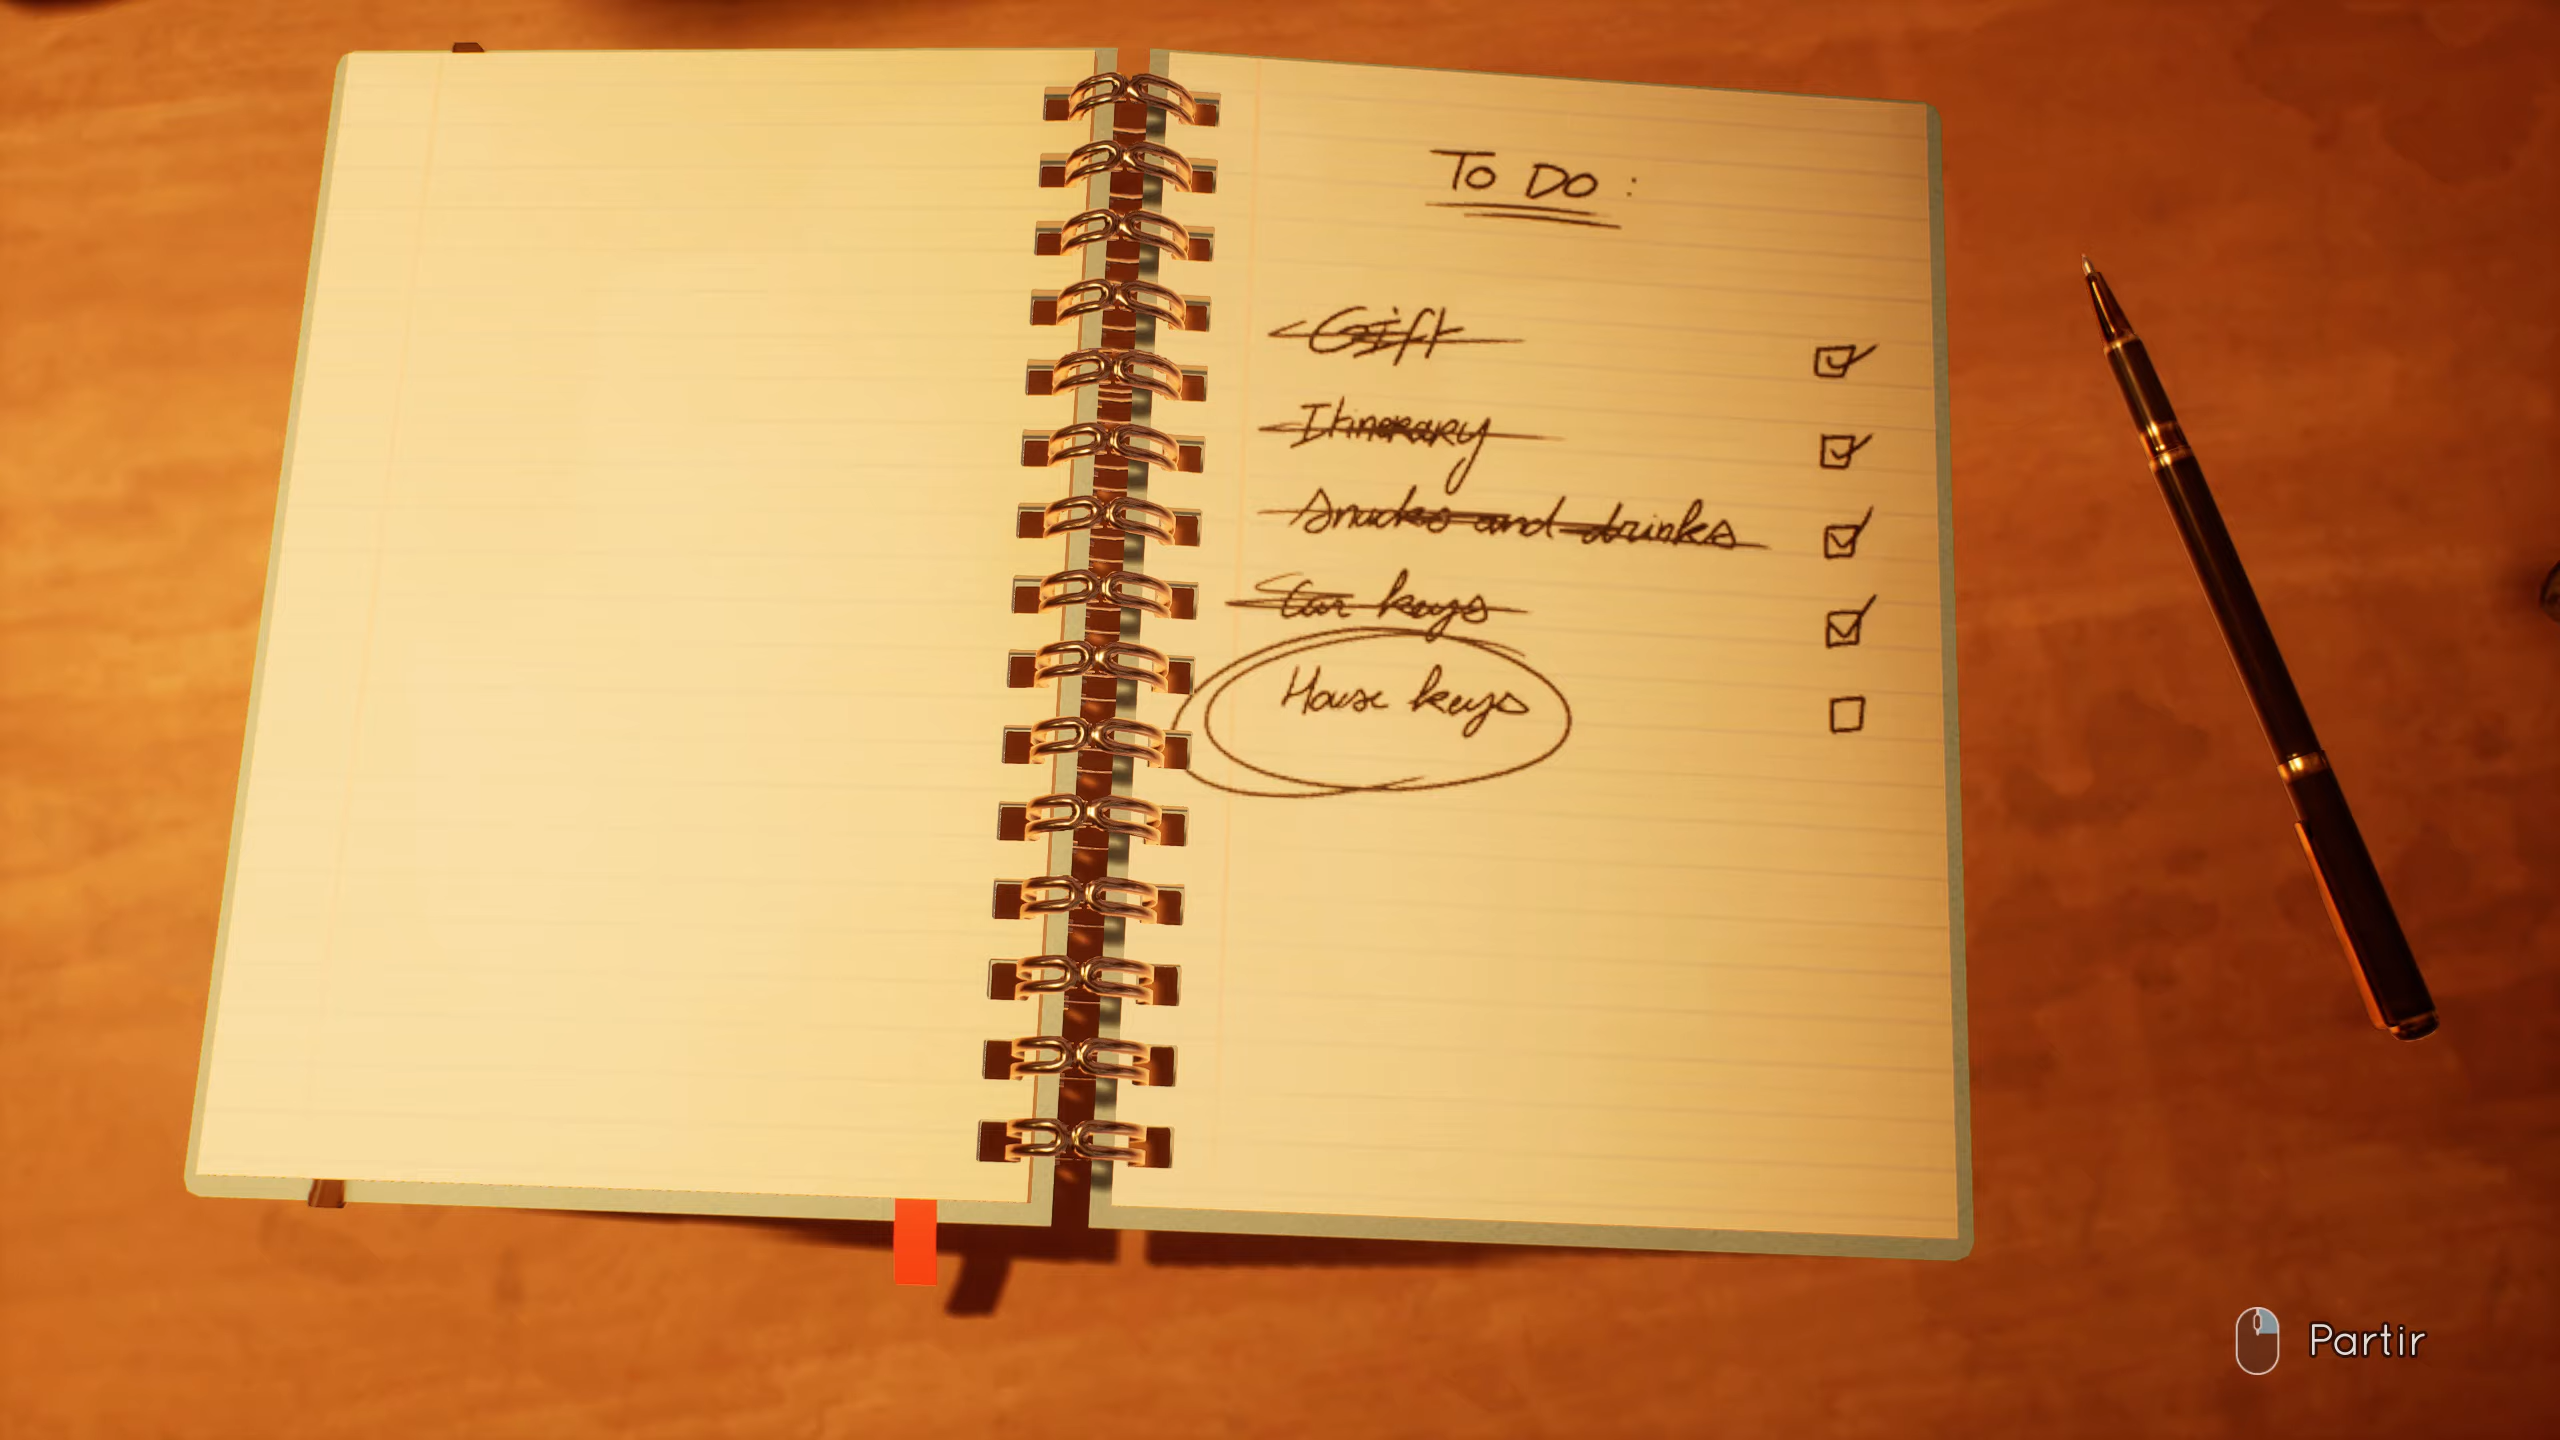 To Do :
Gift
Itinerary
Snacks and drinks
Car keys
House keys
Partir